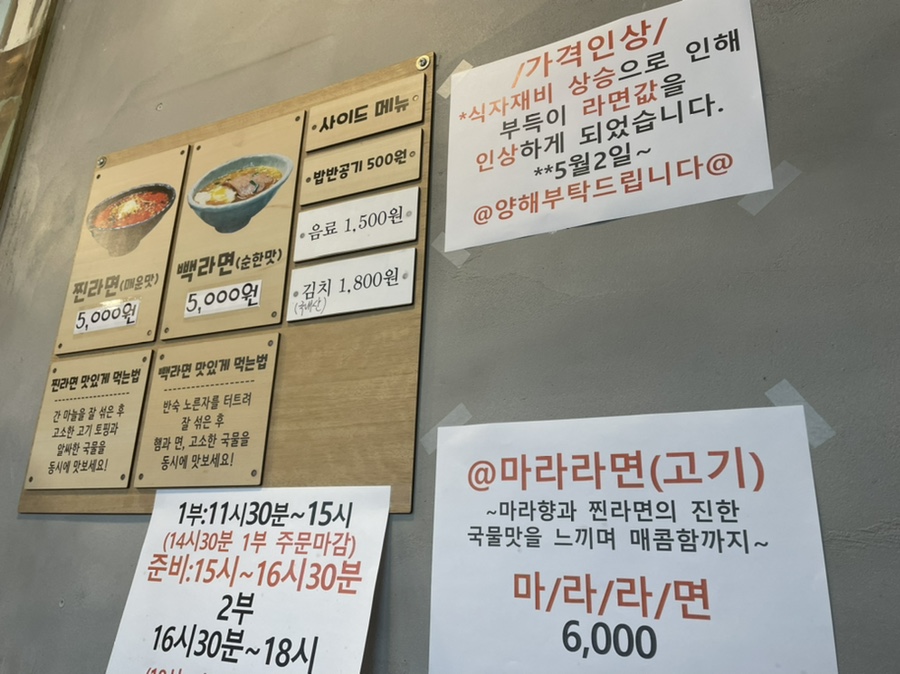 찐라면(매운맛)
5,000원
빽라면(순한맛)
5,000원
사이드 메뉴
밥반공기 500원
음료 1,500원
김치 1,800원
(국내산)
찐라면 맛있게 먹는법
간 마늘을 잘 섞은 후
고소한 고기 토핑과
알싸한 국물을
동시에 맛보세요!
빽라면 맛있게 먹는법
반숙 노른자를 터트려
잘 섞은 후
햄과 면, 고소한 국물을
동시에 맛보세요!
/가격인상/
*식자재비 상승으로 인해
부득이 라면값을
인상하게 되었습니다.
**5월2일~
@양해부탁드립니다@
1부:11시30분~15시
(14시30분 1부 주문마감)
준비:15시~16시30분
2부
16시30분~18시
@마라라면(고기)
~마라향과 찐라면의 진한
국물맛을 느끼며 매콤함까지~
마/라/라/면
6,000